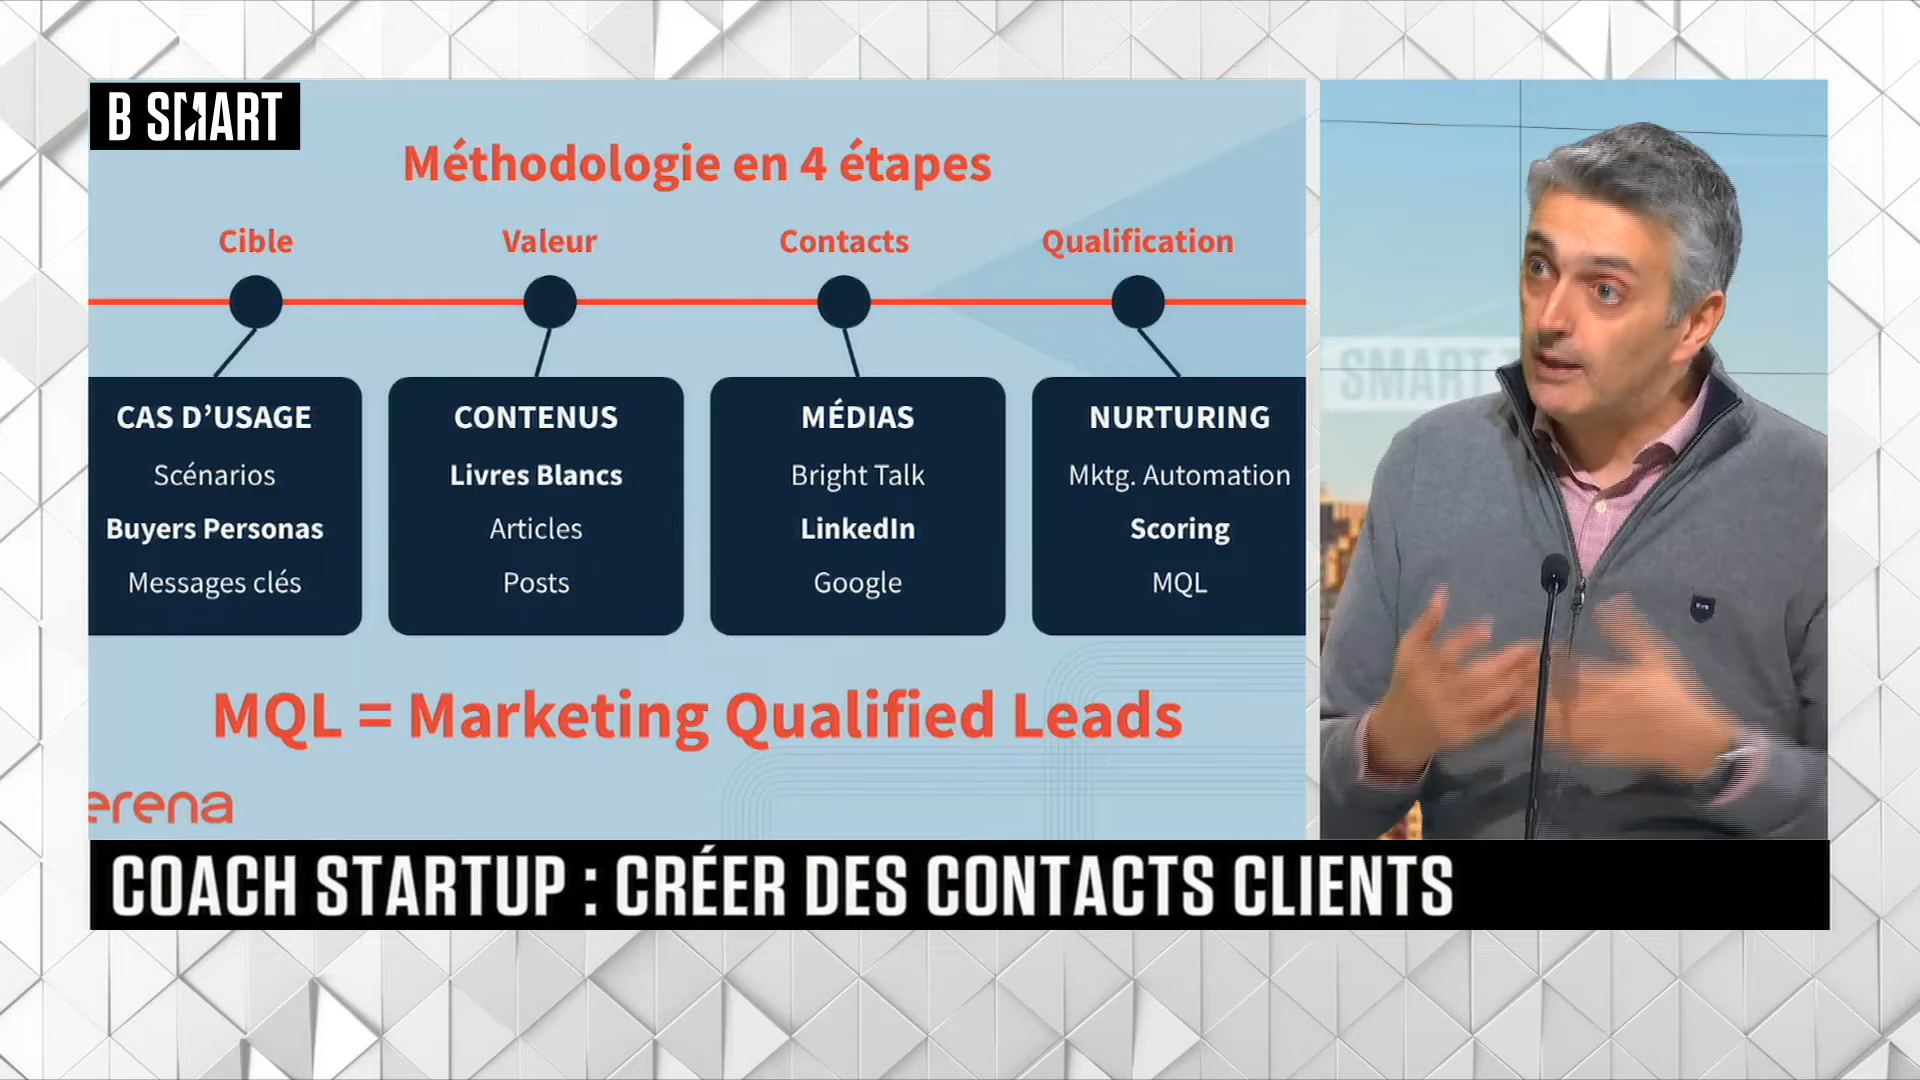 B SMART
Méthodologie en 4 étapes
Cible
Valeur
Contacts
Qualification
CAS D’USAGE
Scénarios
Buyers Personas
Messages clés
CONTENUS
Livres Blancs
Articles
Posts
MÉDIAS
Bright Talk
LinkedIn
Google
NURTURING
Mktg. Automation
Scoring
MQL
MQL = Marketing Qualified Leads
erena
SMART
COACH STARTUP : CRÉER DES CONTACTS CLIENTS